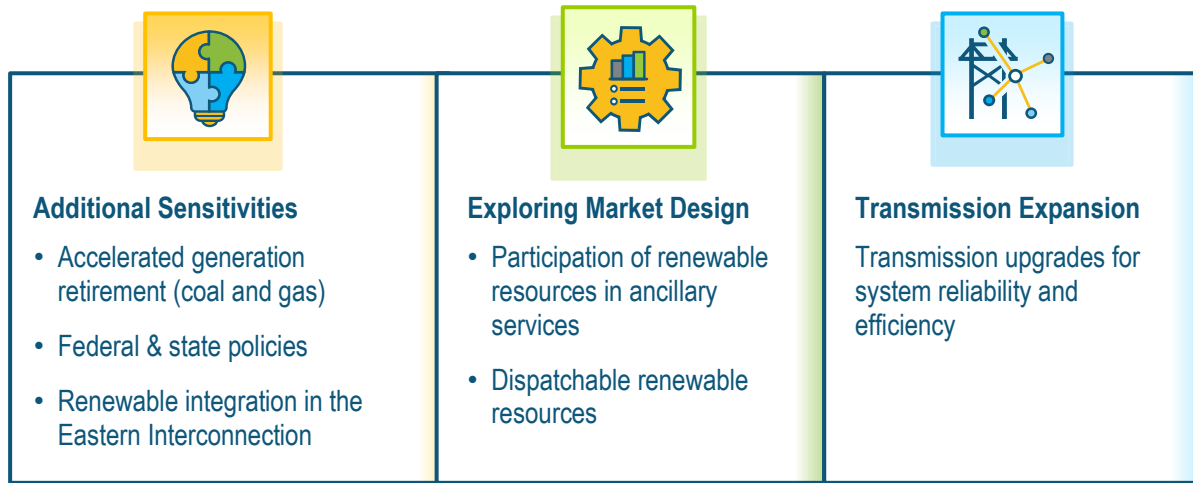 Additional Sensitivities
• Accelerated generation
retirement (coal and gas)
• Federal & state policies
• Renewable integration in the
Eastern Interconnection
Exploring Market Design
• Participation of renewable
resources in ancillary
services
• Dispatchable renewable
resources
Transmission Expansion
Transmission upgrades for
system reliability and
efficiency